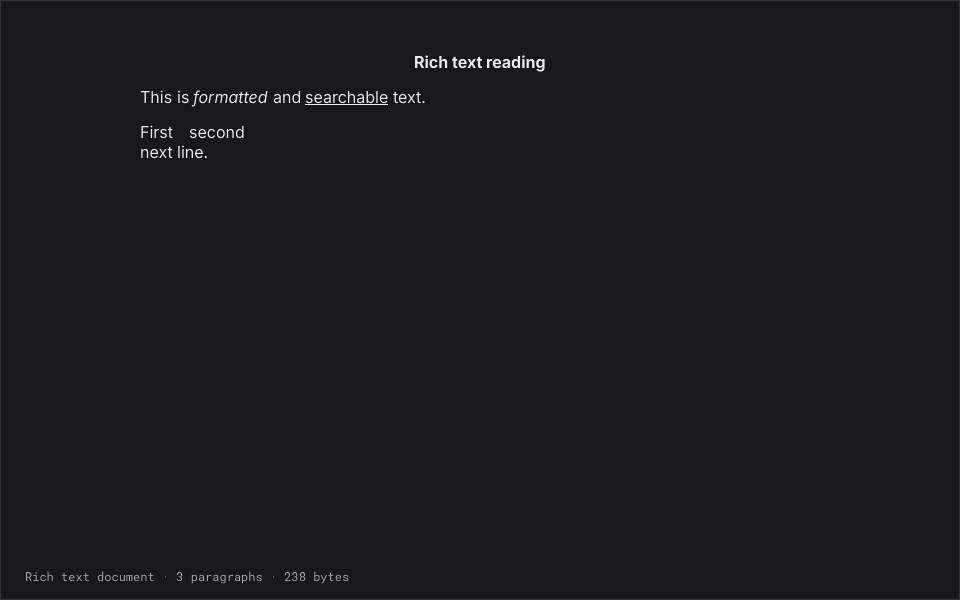 Rich text reading
This is formatted and searchable text.
First second
next line.
Rich text document · 3 paragraphs · 238 bytes